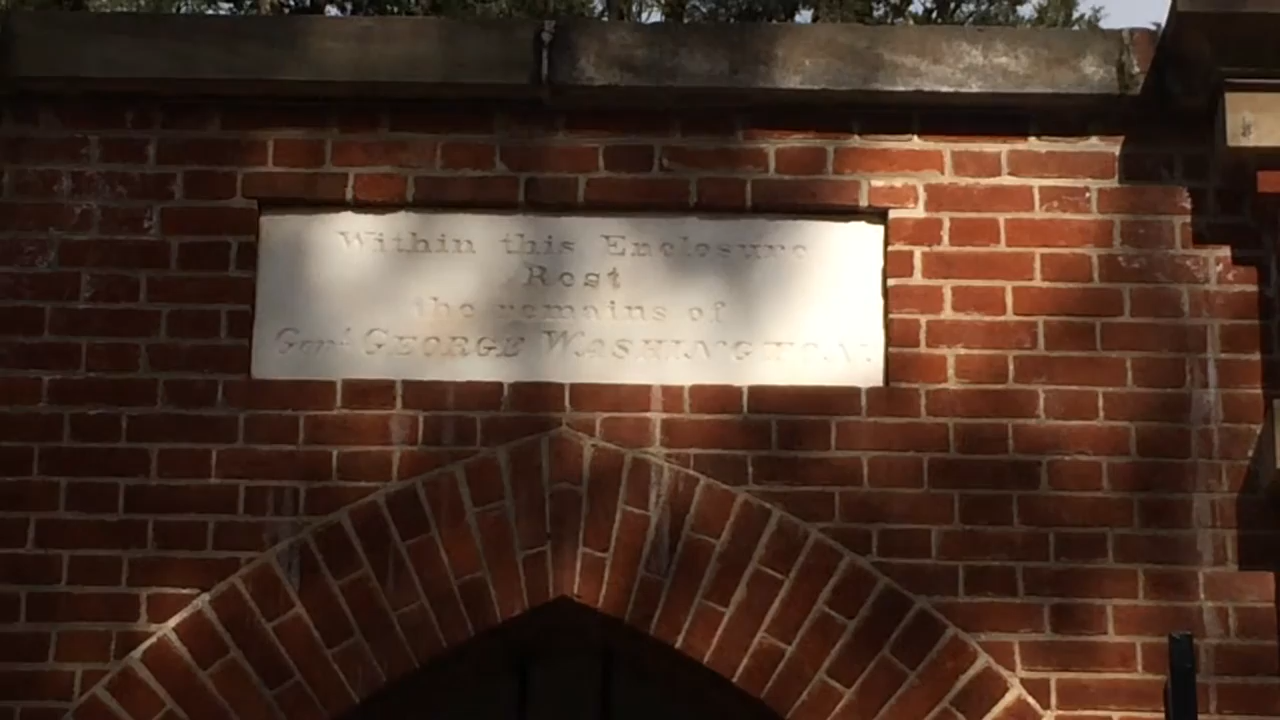 Within this Enclosure
Rest
the remains of
Genl. GEORGE WASHINGTON.